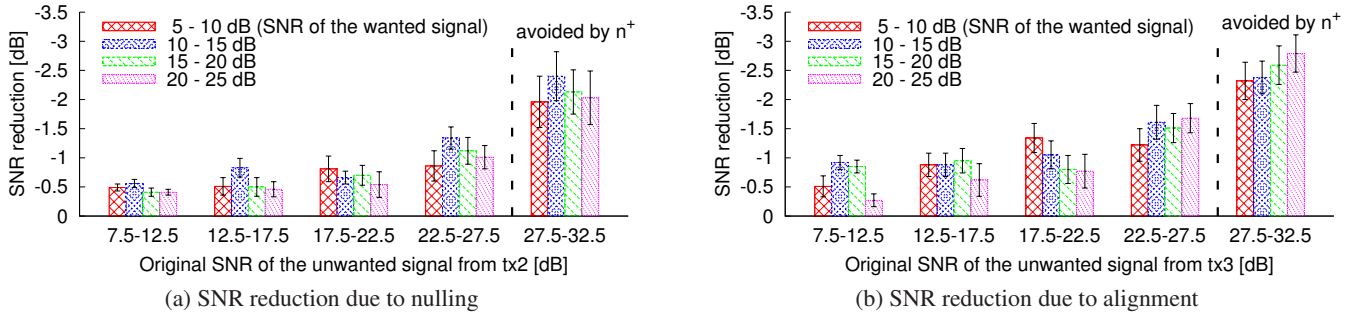 SNR reduction [dB]
-3.5
-3
-2.5
-2
-1.5
-1
-0.5
0
5 - 10 dB (SNR of the wanted signal)
10 - 15 dB
15 - 20 dB
20 - 25 dB
avoided by n+
7.5-12.5 12.5-17.5 17.5-22.5 22.5-27.5 27.5-32.5
Original SNR of the unwanted signal from tx2 [dB]
(a) SNR reduction due to nulling
SNR reduction [dB]
-3.5
-3
-2.5
-2
-1.5
-1
-0.5
0
5 - 10 dB (SNR of the wanted signal)
10 - 15 dB
15 - 20 dB
20 - 25 dB
avoided by n+
7.5-12.5 12.5-17.5 17.5-22.5 22.5-27.5 27.5-32.5
Original SNR of the unwanted signal from tx3 [dB]
(b) SNR reduction due to alignment